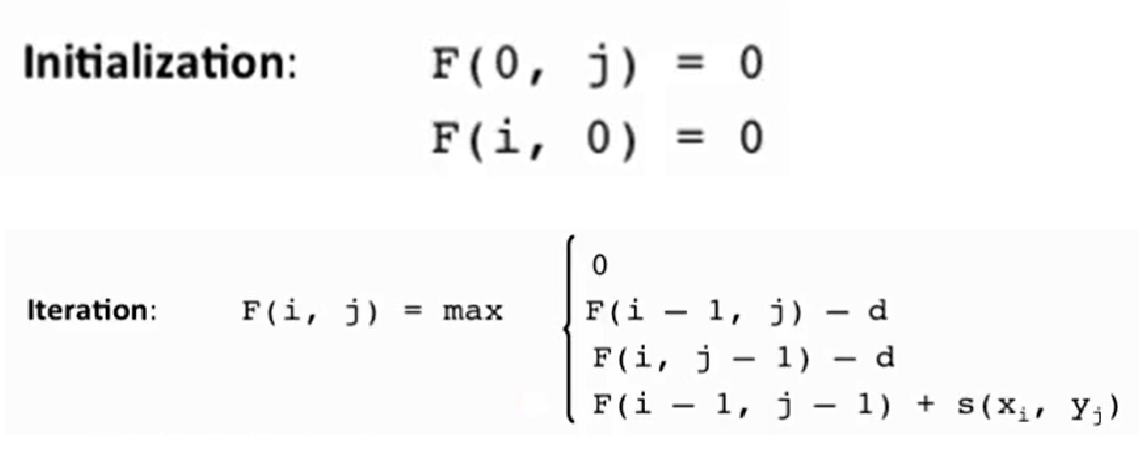 Initialization: F(0, j) = 0
F(i, 0) = 0
0
F(i − 1, j) − d
Iteration: F(i, j) = max
F(i, j − 1) − d
F(i − 1, j − 1) + s(xᵢ, yⱼ)